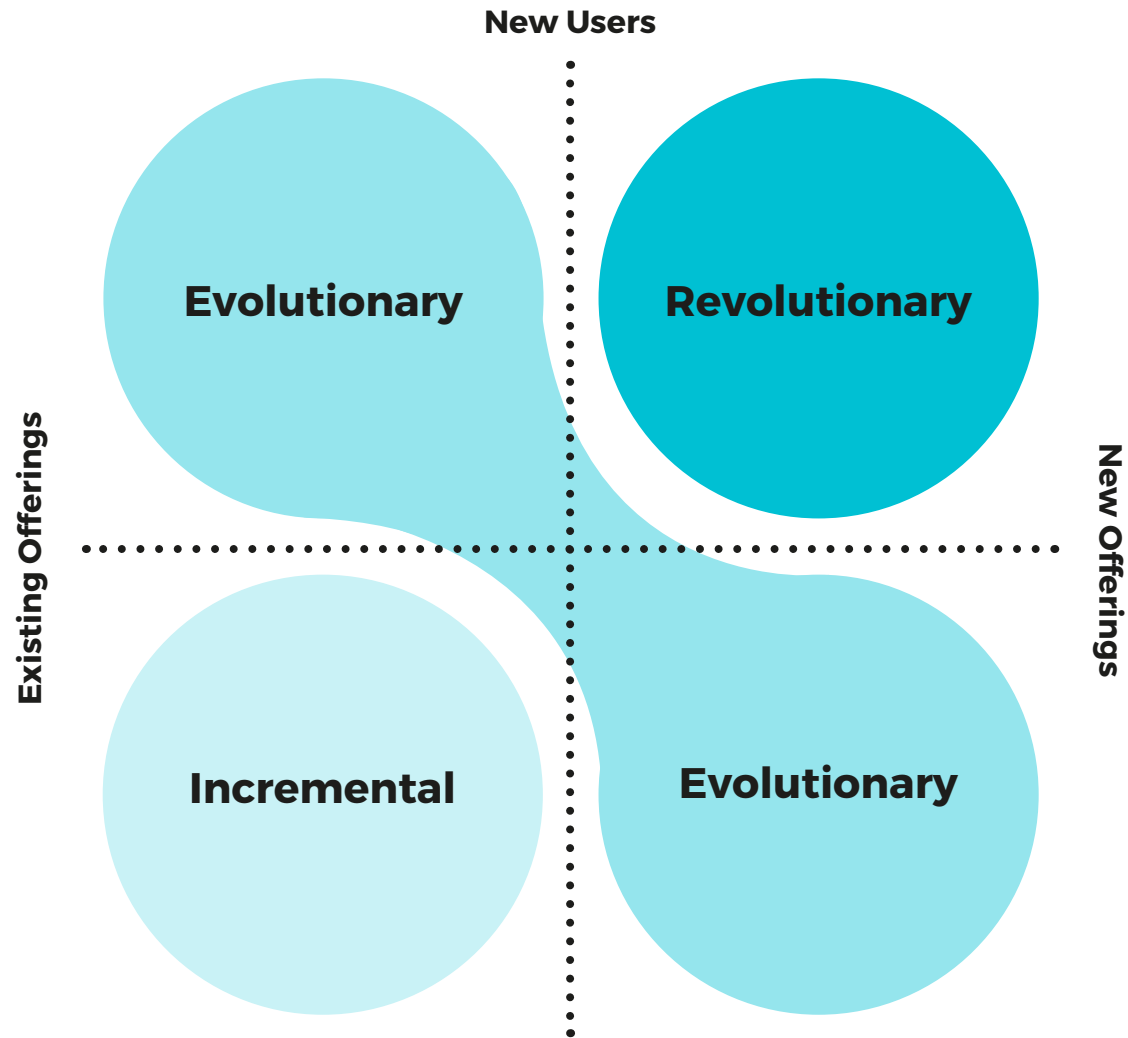 New Users
Evolutionary
Revolutionary
Existing Offerings
New Offerings
Incremental
Evolutionary